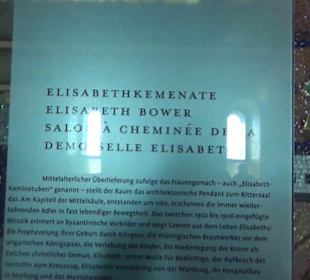 ELISABETHKEMENATE
ELISABETH BOWER
SALON À CHEMINÉE DE LA
DEMOISELLE ELISABETH
Mittelalterlicher Überlieferung zufolge das Frauengemach – auch „Elisabeth-
Kaminstuben“ genannt – stellt der Raum das architektonische Pendant zum Rittersaal
dar. Am Kapitell der Mittelsäule, entstanden um 1160, erscheinen die immer wieder-
kehrenden Adler in fast lebendiger Bewegtheit. Das zwischen 1902 bis 1906 eingefügte
Mosaik erinnert an byzantinische Vorbilder und zeigt Szenen aus dem Leben Elisabeths:
die Prophezeiung ihrer Geburt durch Klingsor, die thüringischen Brautwerber vor dem
ungarischen Königspaar, die Verlobung der Kinder, die Niederlegung der Krone als
Zeichen christlicher Demut, Elisabeth spinnt Wolle für Bedürftige, der Aufbruch des
Gemahls zum Kreuzzug, Elisabeths Vertreibung von der Wartburg, ihr Hospitalbau
in Marburg und das Mantelwunder.